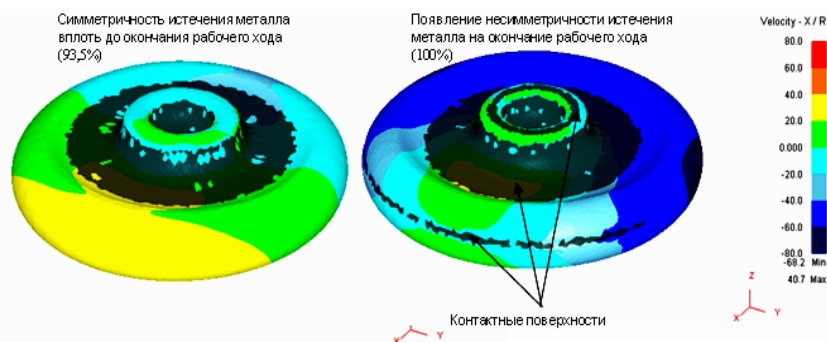 Симметричность истечения металла
вплоть до окончания рабочего хода
(93,5%)
Появление несимметричности истечения
металла на окончание рабочего хода
(100%)
Velocity - X / R
80.0
60.0
40.0
20.0
0.000
-20.0
-40.0
-60.0
-80.0
-68.2 Min
40.7 Max
Контактные поверхности
X
Y
Z
X
Y